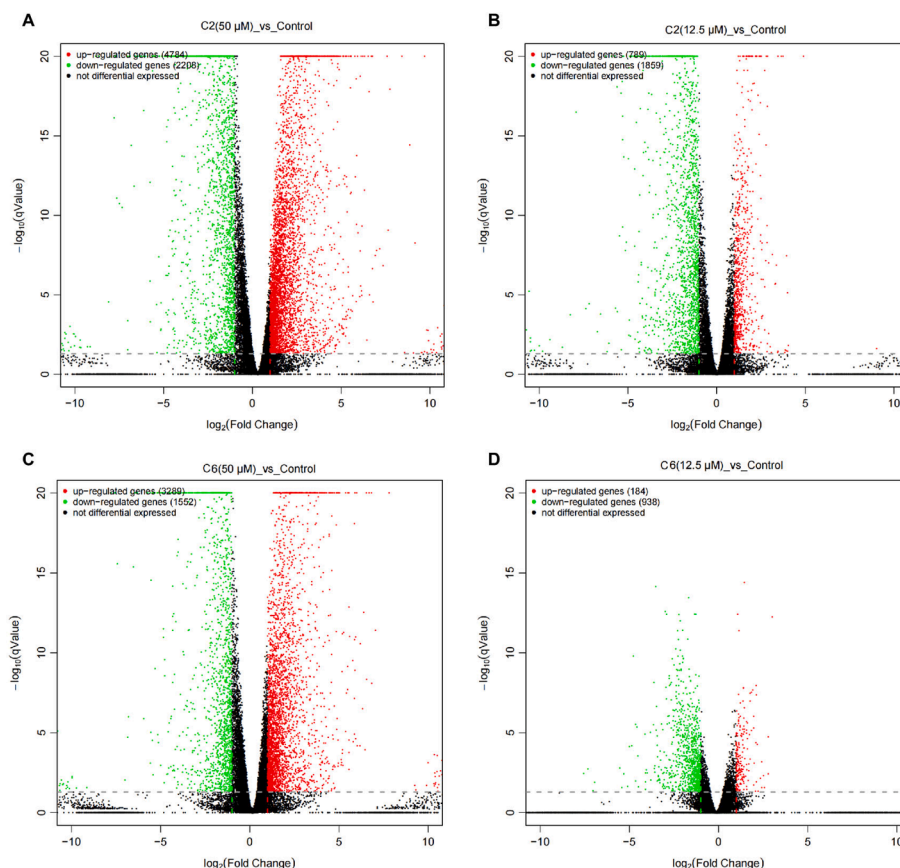 A
C2(50 μM)_vs_Control
up-regulated genes (4784)
down-regulated genes (2208)
not differential expressed
20
15
10
5
0
−log10(qValue)
−10
−5
0
5
10
log2(Fold Change)
B
C2(12.5 μM)_vs_Control
up-regulated genes (789)
down-regulated genes (1859)
not differential expressed
20
15
10
5
0
−log10(qValue)
−10
−5
0
5
10
log2(Fold Change)
C
C6(50 μM)_vs_Control
up-regulated genes (3289)
down-regulated genes (1552)
not differential expressed
20
15
10
5
0
−log10(qValue)
−10
−5
0
5
10
log2(Fold Change)
D
C6(12.5 μM)_vs_Control
up-regulated genes (184)
down-regulated genes (938)
not differential expressed
20
15
10
5
0
−log10(qValue)
−10
−5
0
5
10
log2(Fold Change)